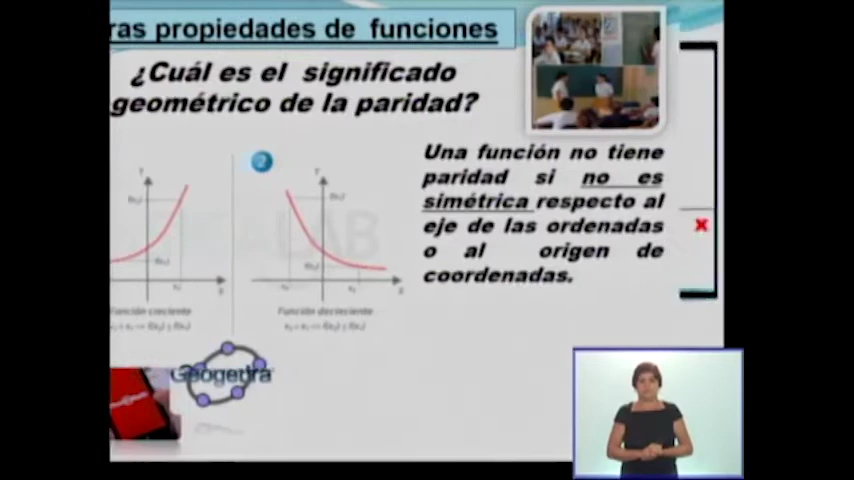 ras propiedades de funciones
¿Cuál es el significado
geométrico de la paridad?
2
Una función no tiene
paridad si no es
simétrica respecto al
eje de las ordenadas
o al origen de
coordenadas.
x
Función creciente
Función decreciente
Geogebra